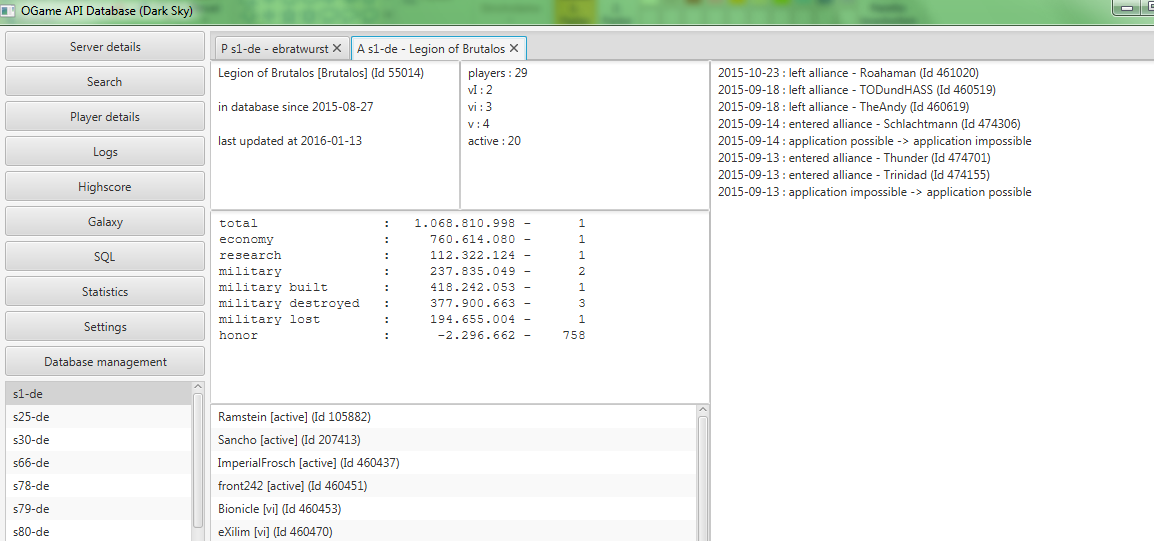 OGame API Database (Dark Sky)
Server details
Search
Player details
Logs
Highscore
Galaxy
SQL
Statistics
Settings
Database management
s1-de
s25-de
s30-de
s66-de
s78-de
s79-de
s80-de
P s1-de - ebratwurst
A s1-de - Legion of Brutalos
Legion of Brutalos [Brutalos] (Id 55014)
in database since 2015-08-27
last updated at 2016-01-13
players : 29
vI : 2
vi : 3
v : 4
active : 20
2015-10-23 : left alliance - Roahaman (Id 461020)
2015-09-18 : left alliance - TODundHASS (Id 460519)
2015-09-18 : left alliance - TheAndy (Id 460619)
2015-09-14 : entered alliance - Schlachtmann (Id 474306)
2015-09-14 : application possible -> application impossible
2015-09-13 : entered alliance - Thunder (Id 474701)
2015-09-13 : entered alliance - Trinidad (Id 474155)
2015-09-13 : application impossible -> application possible
total : 1.068.810.998 - 1
economy : 760.614.080 - 1
research : 112.322.124 - 1
military : 237.835.049 - 2
military built : 418.242.053 - 1
military destroyed : 377.900.663 - 3
military lost : 194.655.004 - 1
honor : -2.296.662 - 758
Ramstein [active] (Id 105882)
Sancho [active] (Id 207413)
ImperialFrosch [active] (Id 460437)
front242 [active] (Id 460451)
Bionicle [vi] (Id 460453)
eXilim [vi] (Id 460470)